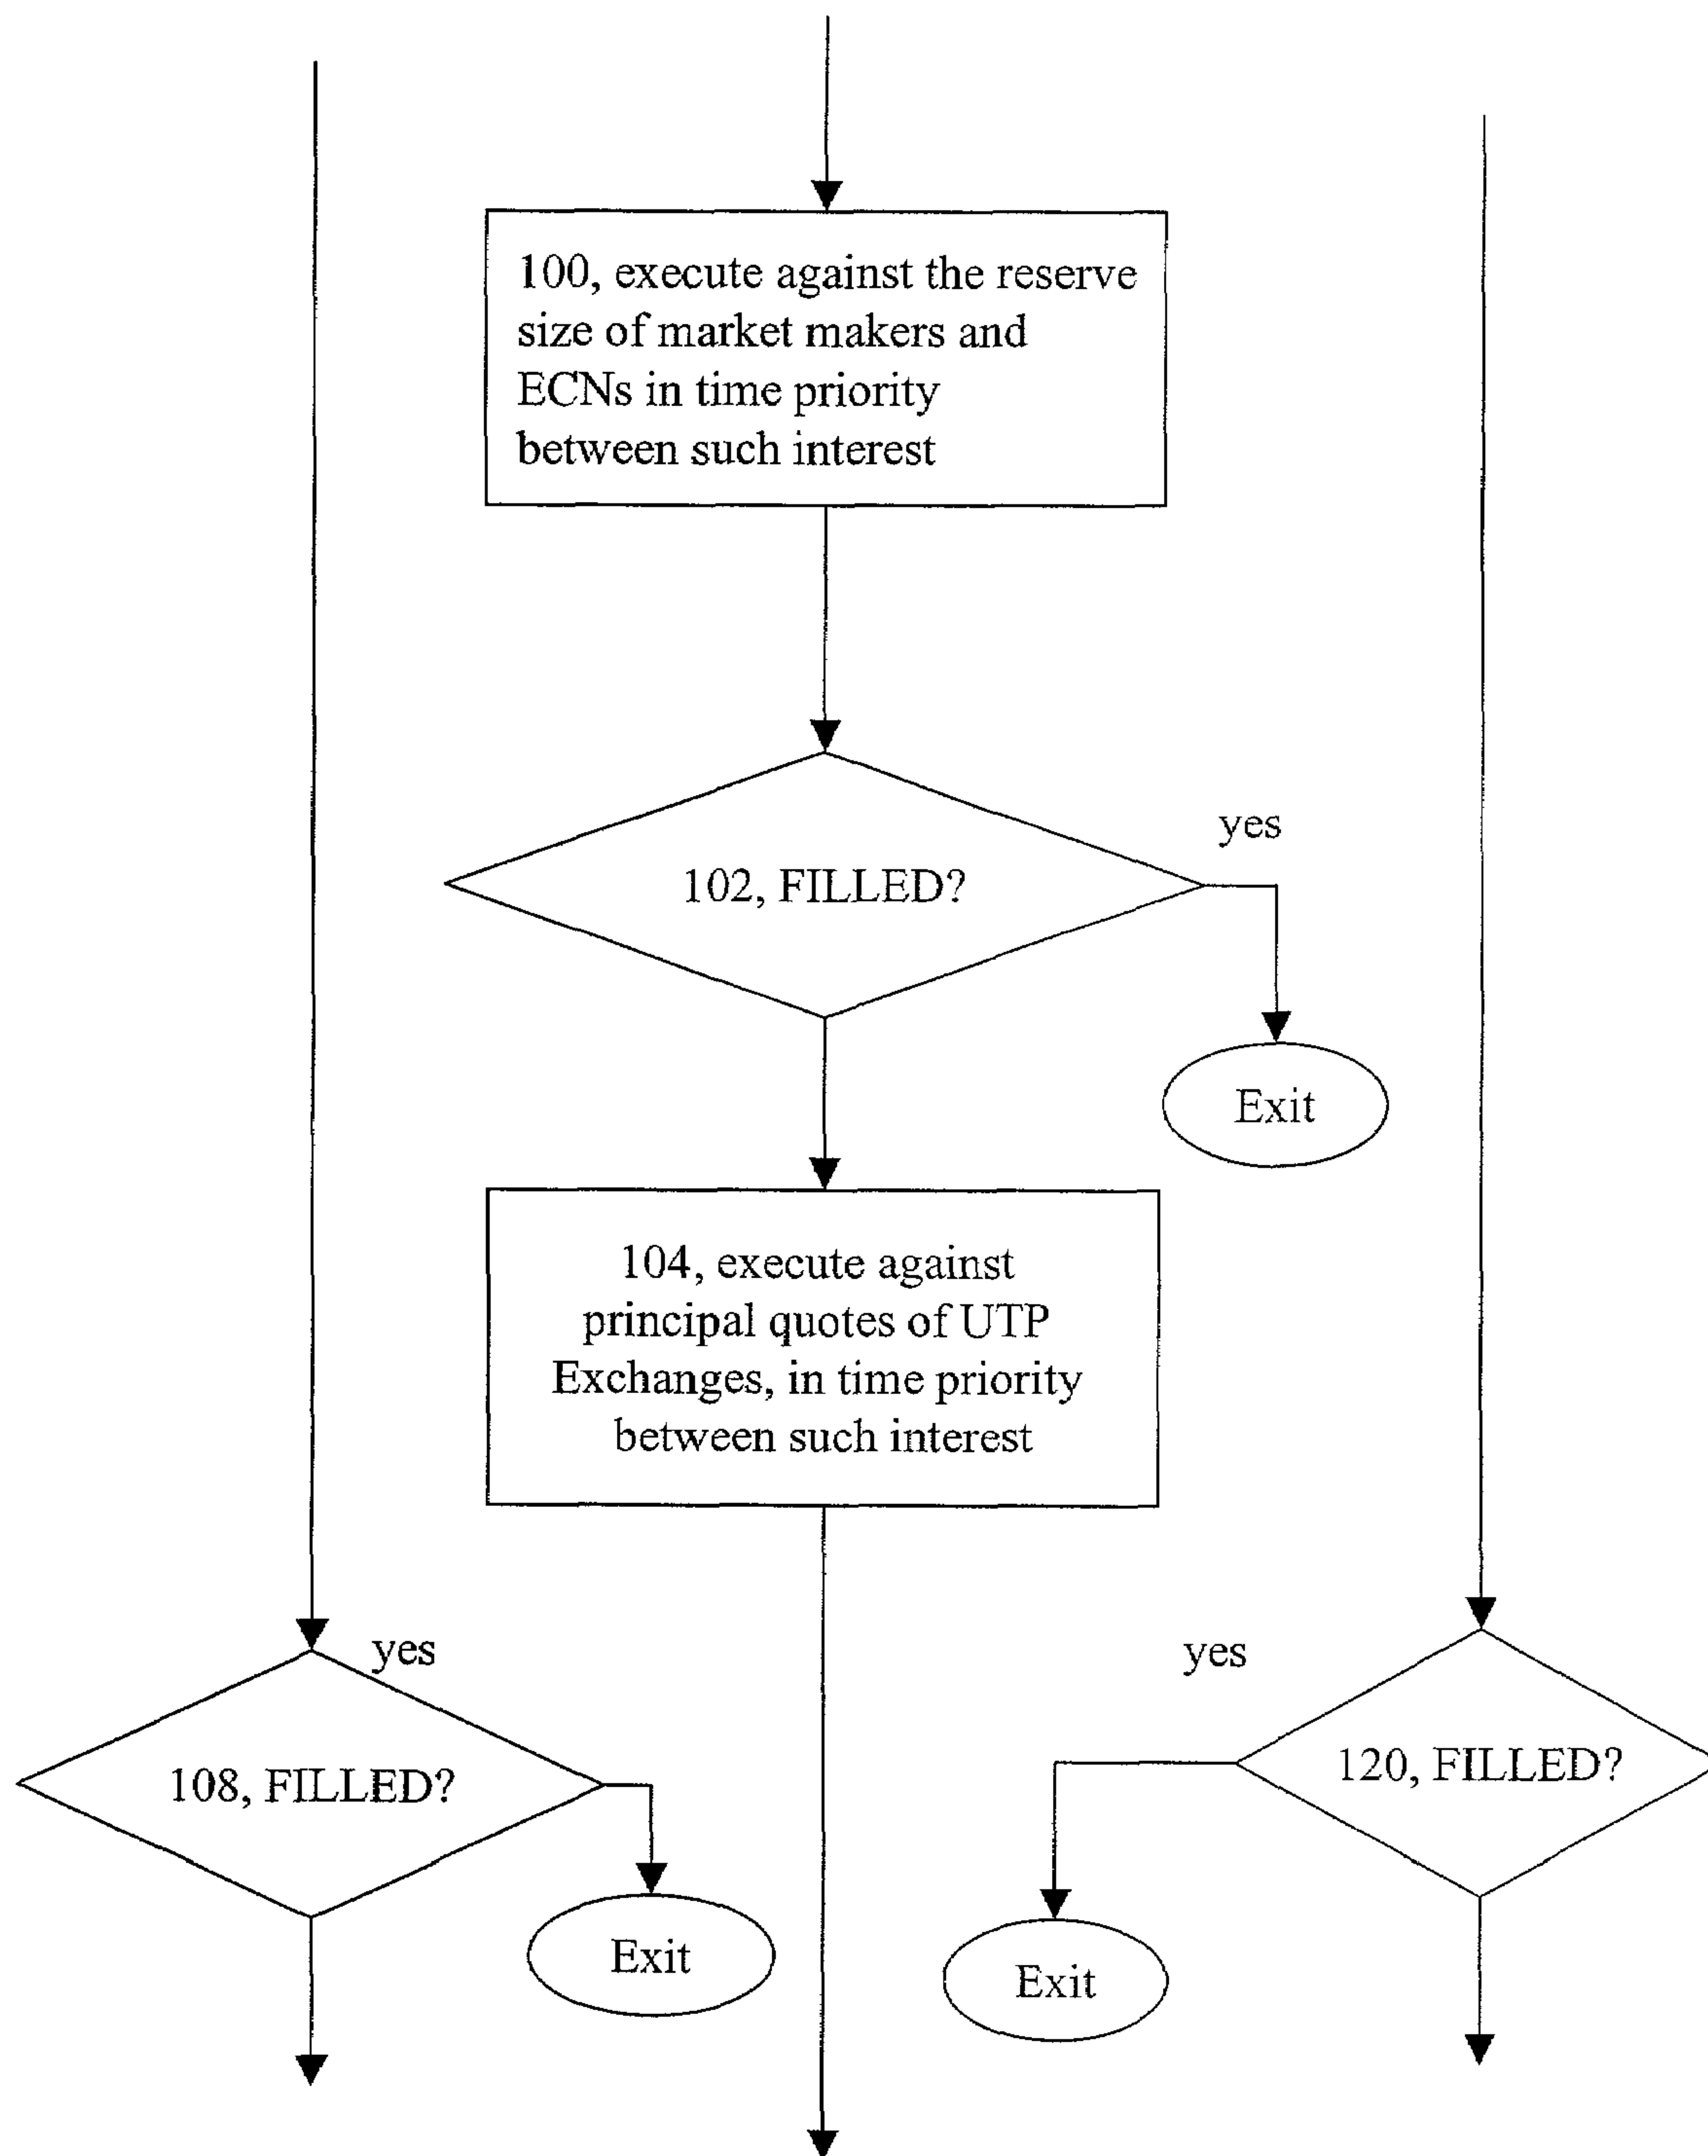 100, execute against the reserve
size of market makers and
ECNs in time priority
between such interest
yes
102, FILLED?
Exit
104, execute against
principal quotes of UTP
Exchanges, in time priority
between such interest
yes
108, FILLED?
Exit
yes
120, FILLED?
Exit